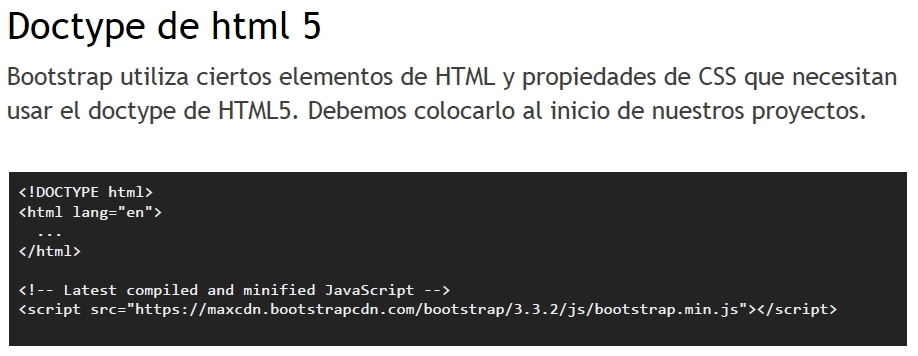 Doctype de html 5
Bootstrap utiliza ciertos elementos de HTML y propiedades de CSS que necesitan
usar el doctype de HTML5. Debemos colocarlo al inicio de nuestros proyectos.
<!DOCTYPE html>
<html lang="en">
...
</html>
<!-- Latest compiled and minified JavaScript -->
<script src="https://maxcdn.bootstrapcdn.com/bootstrap/3.3.2/js/bootstrap.min.js"></script>